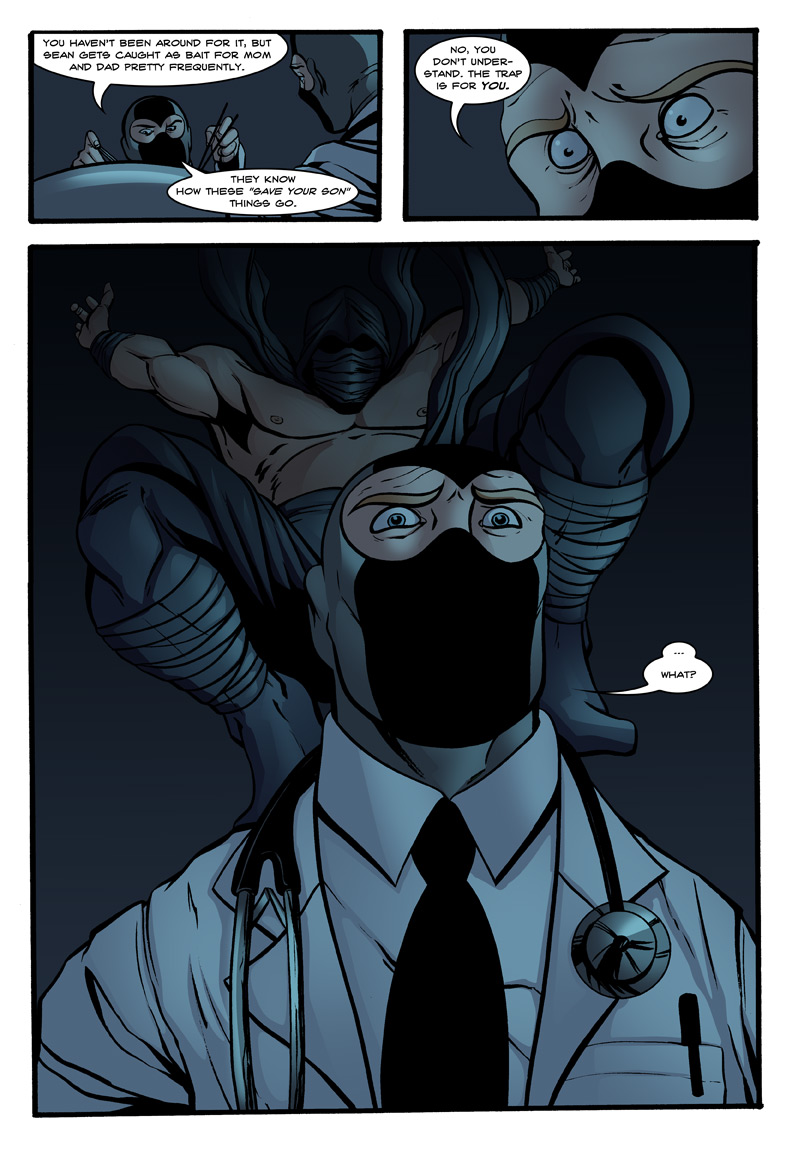 YOU HAVEN'T BEEN AROUND FOR IT, BUT
SEAN GETS CAUGHT AS BAIT FOR MOM
AND DAD PRETTY FREQUENTLY.
THEY KNOW
HOW THESE "SAVE YOUR SON"
THINGS GO.
NO, YOU
DON'T UNDER-
STAND. THE TRAP
IS FOR YOU.
...
WHAT?